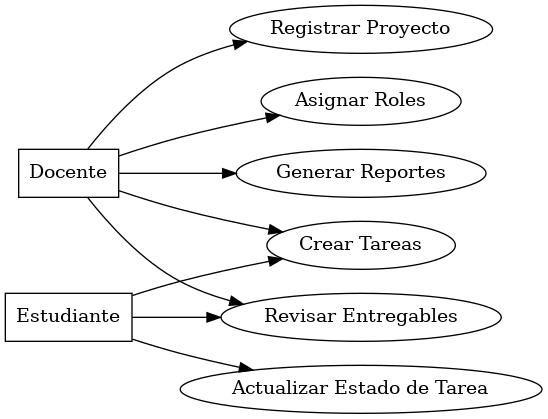 Registrar Proyecto
Asignar Roles
Docente
Generar Reportes
Crear Tareas
Estudiante
Revisar Entregables
Actualizar Estado de Tarea